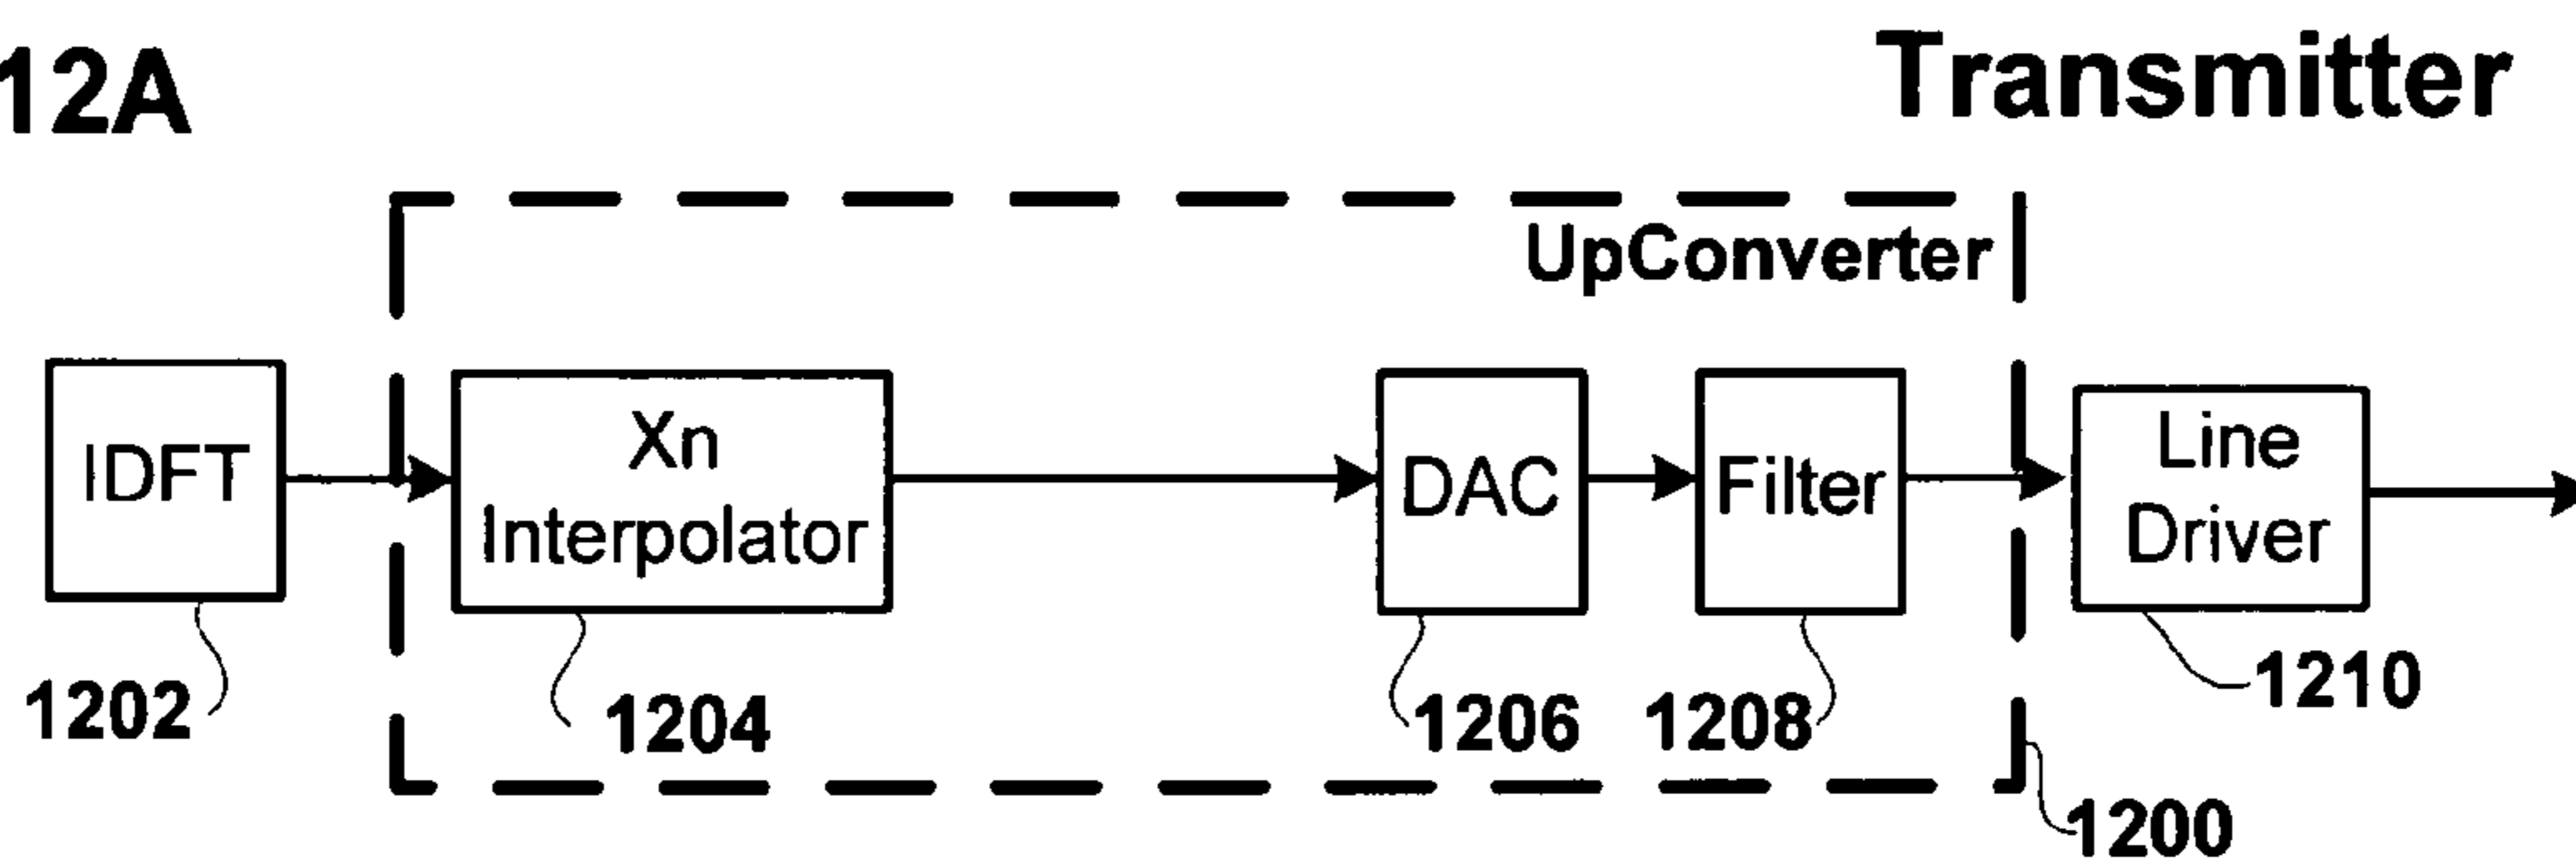 12A
Transmitter
UpConverter
IDFT
Xn
Interpolator
DAC
Filter
Line
Driver
1202
1204
1206
1208
1210
1200